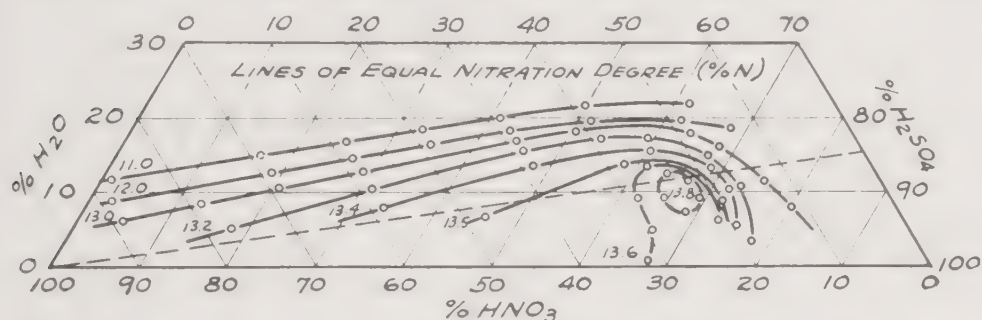 0 10 20 30 40 50 60 70
30
LINES OF EQUAL NITRATION DEGREE (%N)
20 80
% H2O
% H2SO4
11.0
12.0
10 90
13.0
13.2
13.4
13.5
13.8
13.6
0 100
100 90 80 70 60 50 40 30 20 10 0
% HNO3